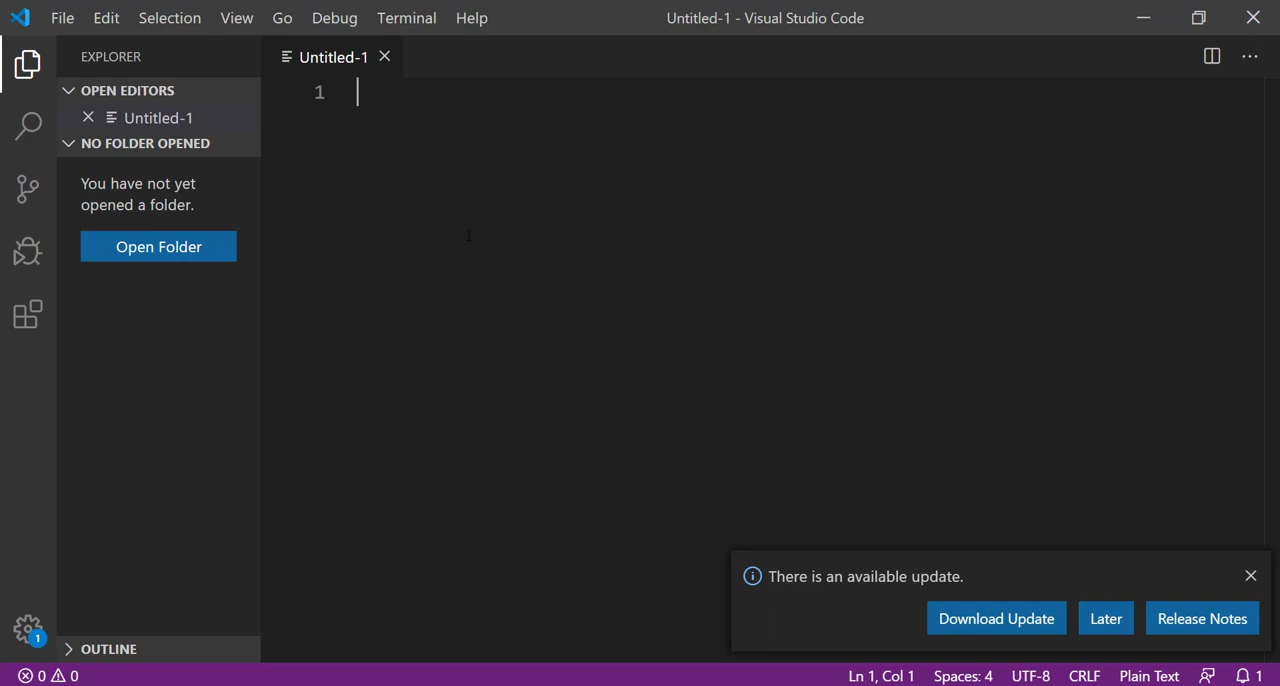 File Edit Selection View Go Debug Terminal Help Untitled-1 - Visual Studio Code
EXPLORER
Untitled-1
OPEN EDITORS
Untitled-1
NO FOLDER OPENED
You have not yet
opened a folder.
Open Folder
1
There is an available update.
Download Update Later Release Notes
1
OUTLINE
0 0 Ln 1, Col 1 Spaces: 4 UTF-8 CRLF Plain Text 1